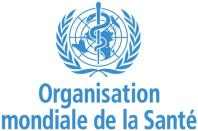 Organisation
mondiale de la Santé